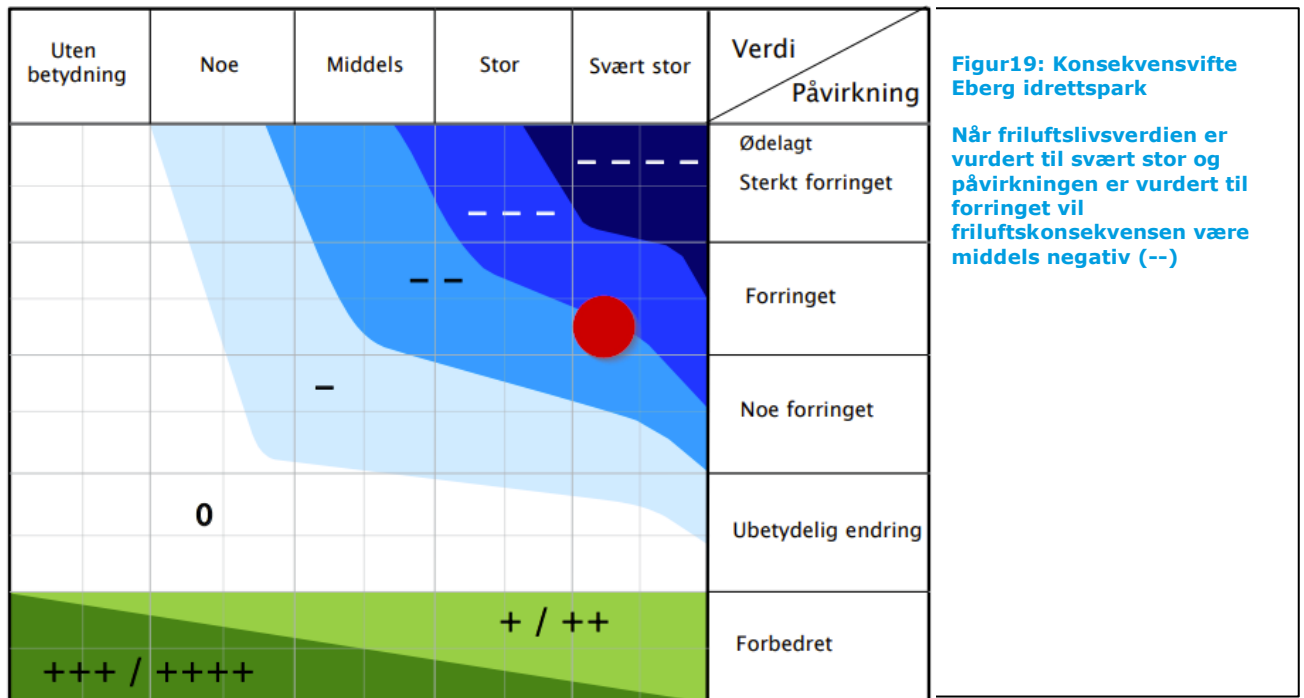 Uten
betydning
Noe
Middels
Stor
Svært stor
Verdi
Påvirkning
Ødelagt
– – – –
Sterkt forringet
– – –
– –
Forringet
–
Noe forringet
0
Ubetydelig endring
+ / ++
Forbedret
+++ / ++++
Figur19: Konsekvensvifte
Eberg idrettspark
Når friluftslivsverdien er
vurdert til svært stor og
påvirkningen er vurdert til
forringet vil
friluftskonsekvensen være
middels negativ (--)